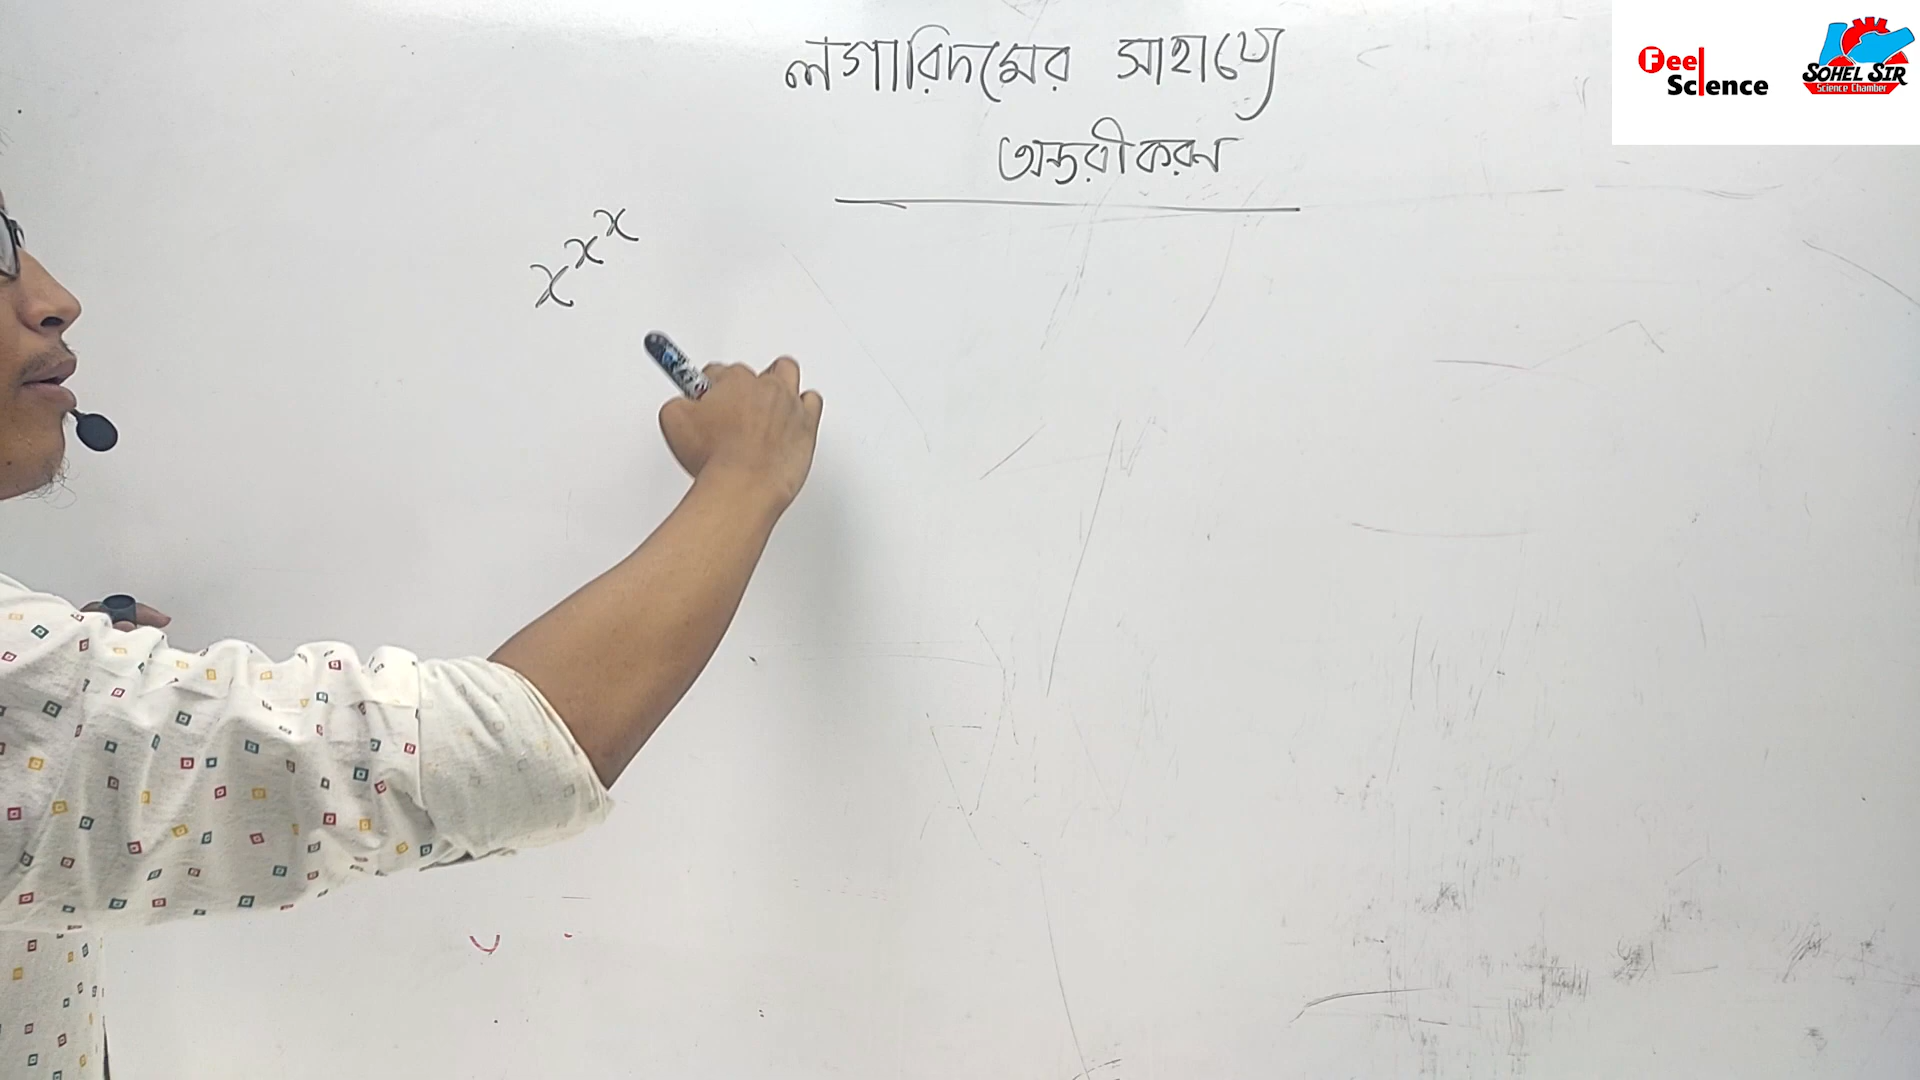 লগারিদমের সাহায্যে
অন্তরীকরণ
x^x^x
Feel Science
SOHEL SIR
Science Chamber